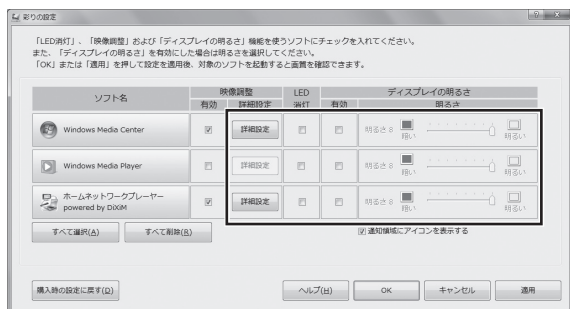 彩りの設定
「LED消灯」、「映像調整」および「ディスプレイの明るさ」機能を使うソフトにチェックを入れてください。
また、「ディスプレイの明るさ」を有効にした場合は明るさを選択してください。
「OK」または「適用」を押して設定を適用後、対象のソフトを起動すると画質を確認できます。
ソフト名 映像調整 LED ディスプレイの明るさ
有効 詳細設定 消灯 有効 明るさ
Windows Media Center 詳細設定 明るさ 8 暗い 明るい
Windows Media Player 詳細設定 明るさ 8 暗い 明るい
ホームネットワークプレーヤー
powered by DiXiM 詳細設定 明るさ 8 暗い 明るい
すべて選択(A) すべて削除(R) 通知領域にアイコンを表示する
購入時の設定に戻す(D) ヘルプ(H) OK キャンセル 適用